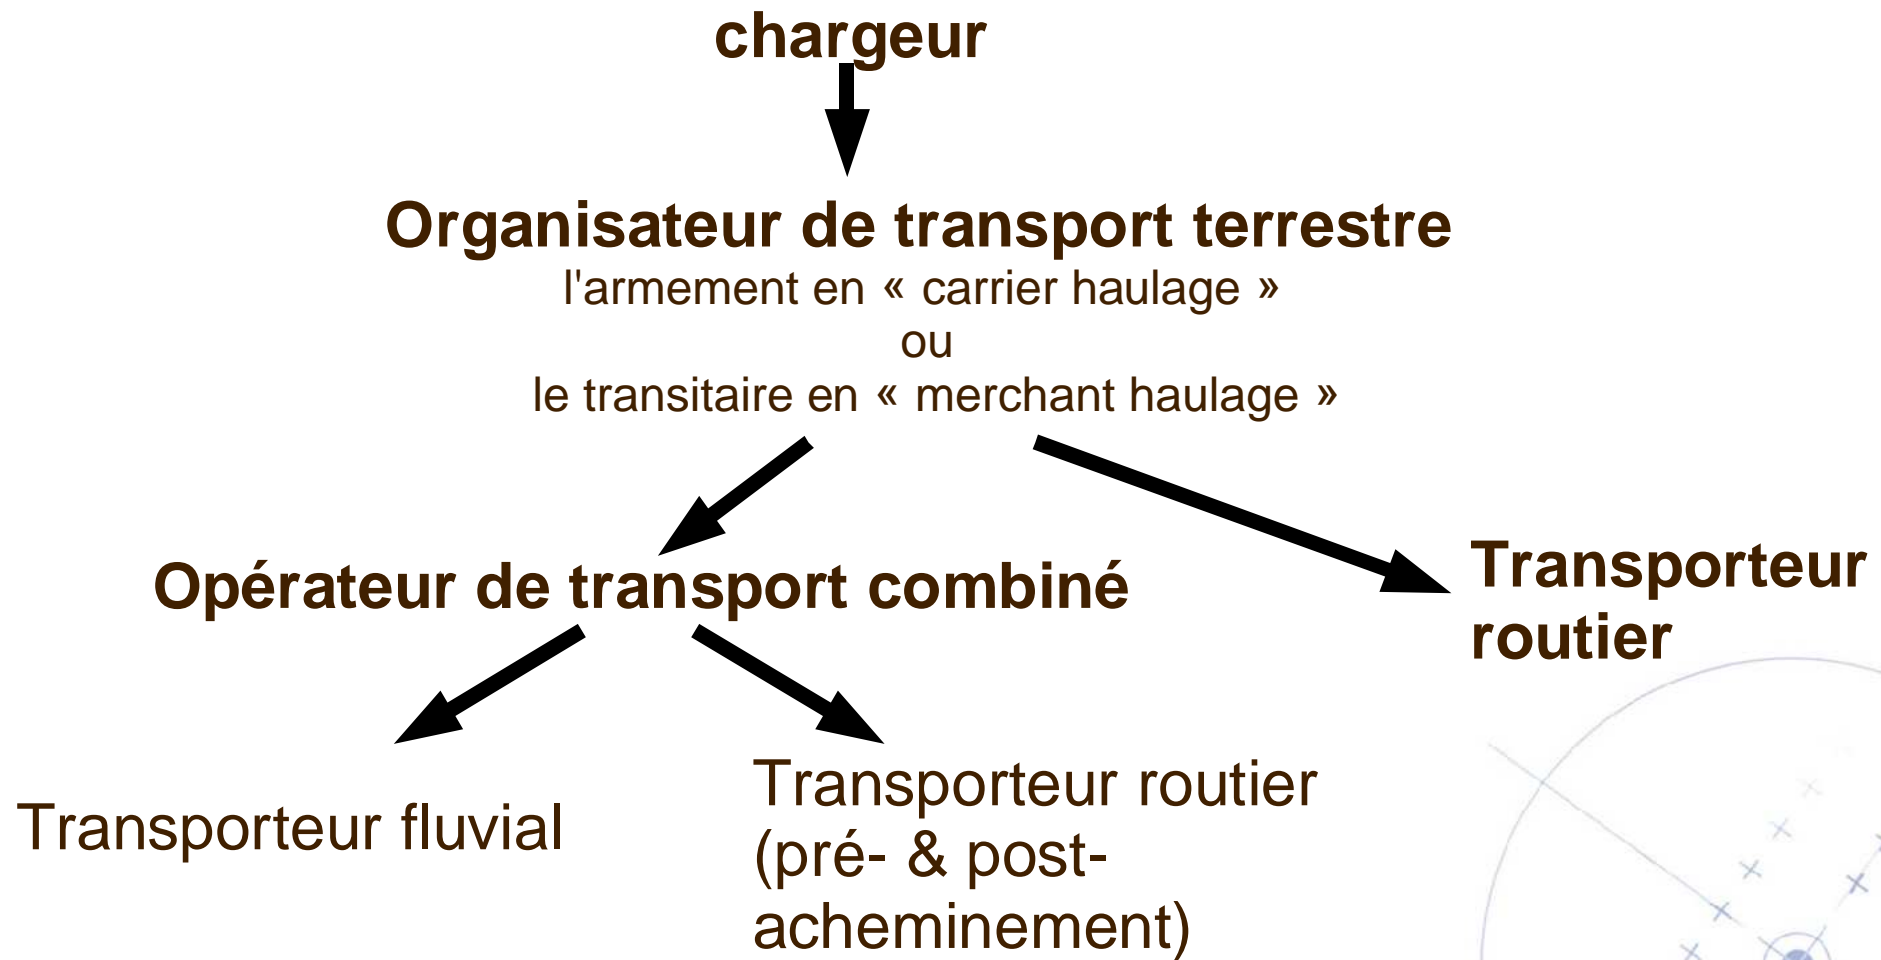 chargeur
Organisateur de transport terrestre
l'armement en « carrier haulage »
ou
le transitaire en « merchant haulage »
Opérateur de transport combiné
Transporteur
routier
Transporteur fluvial
Transporteur routier
(pré- & post-
acheminement)